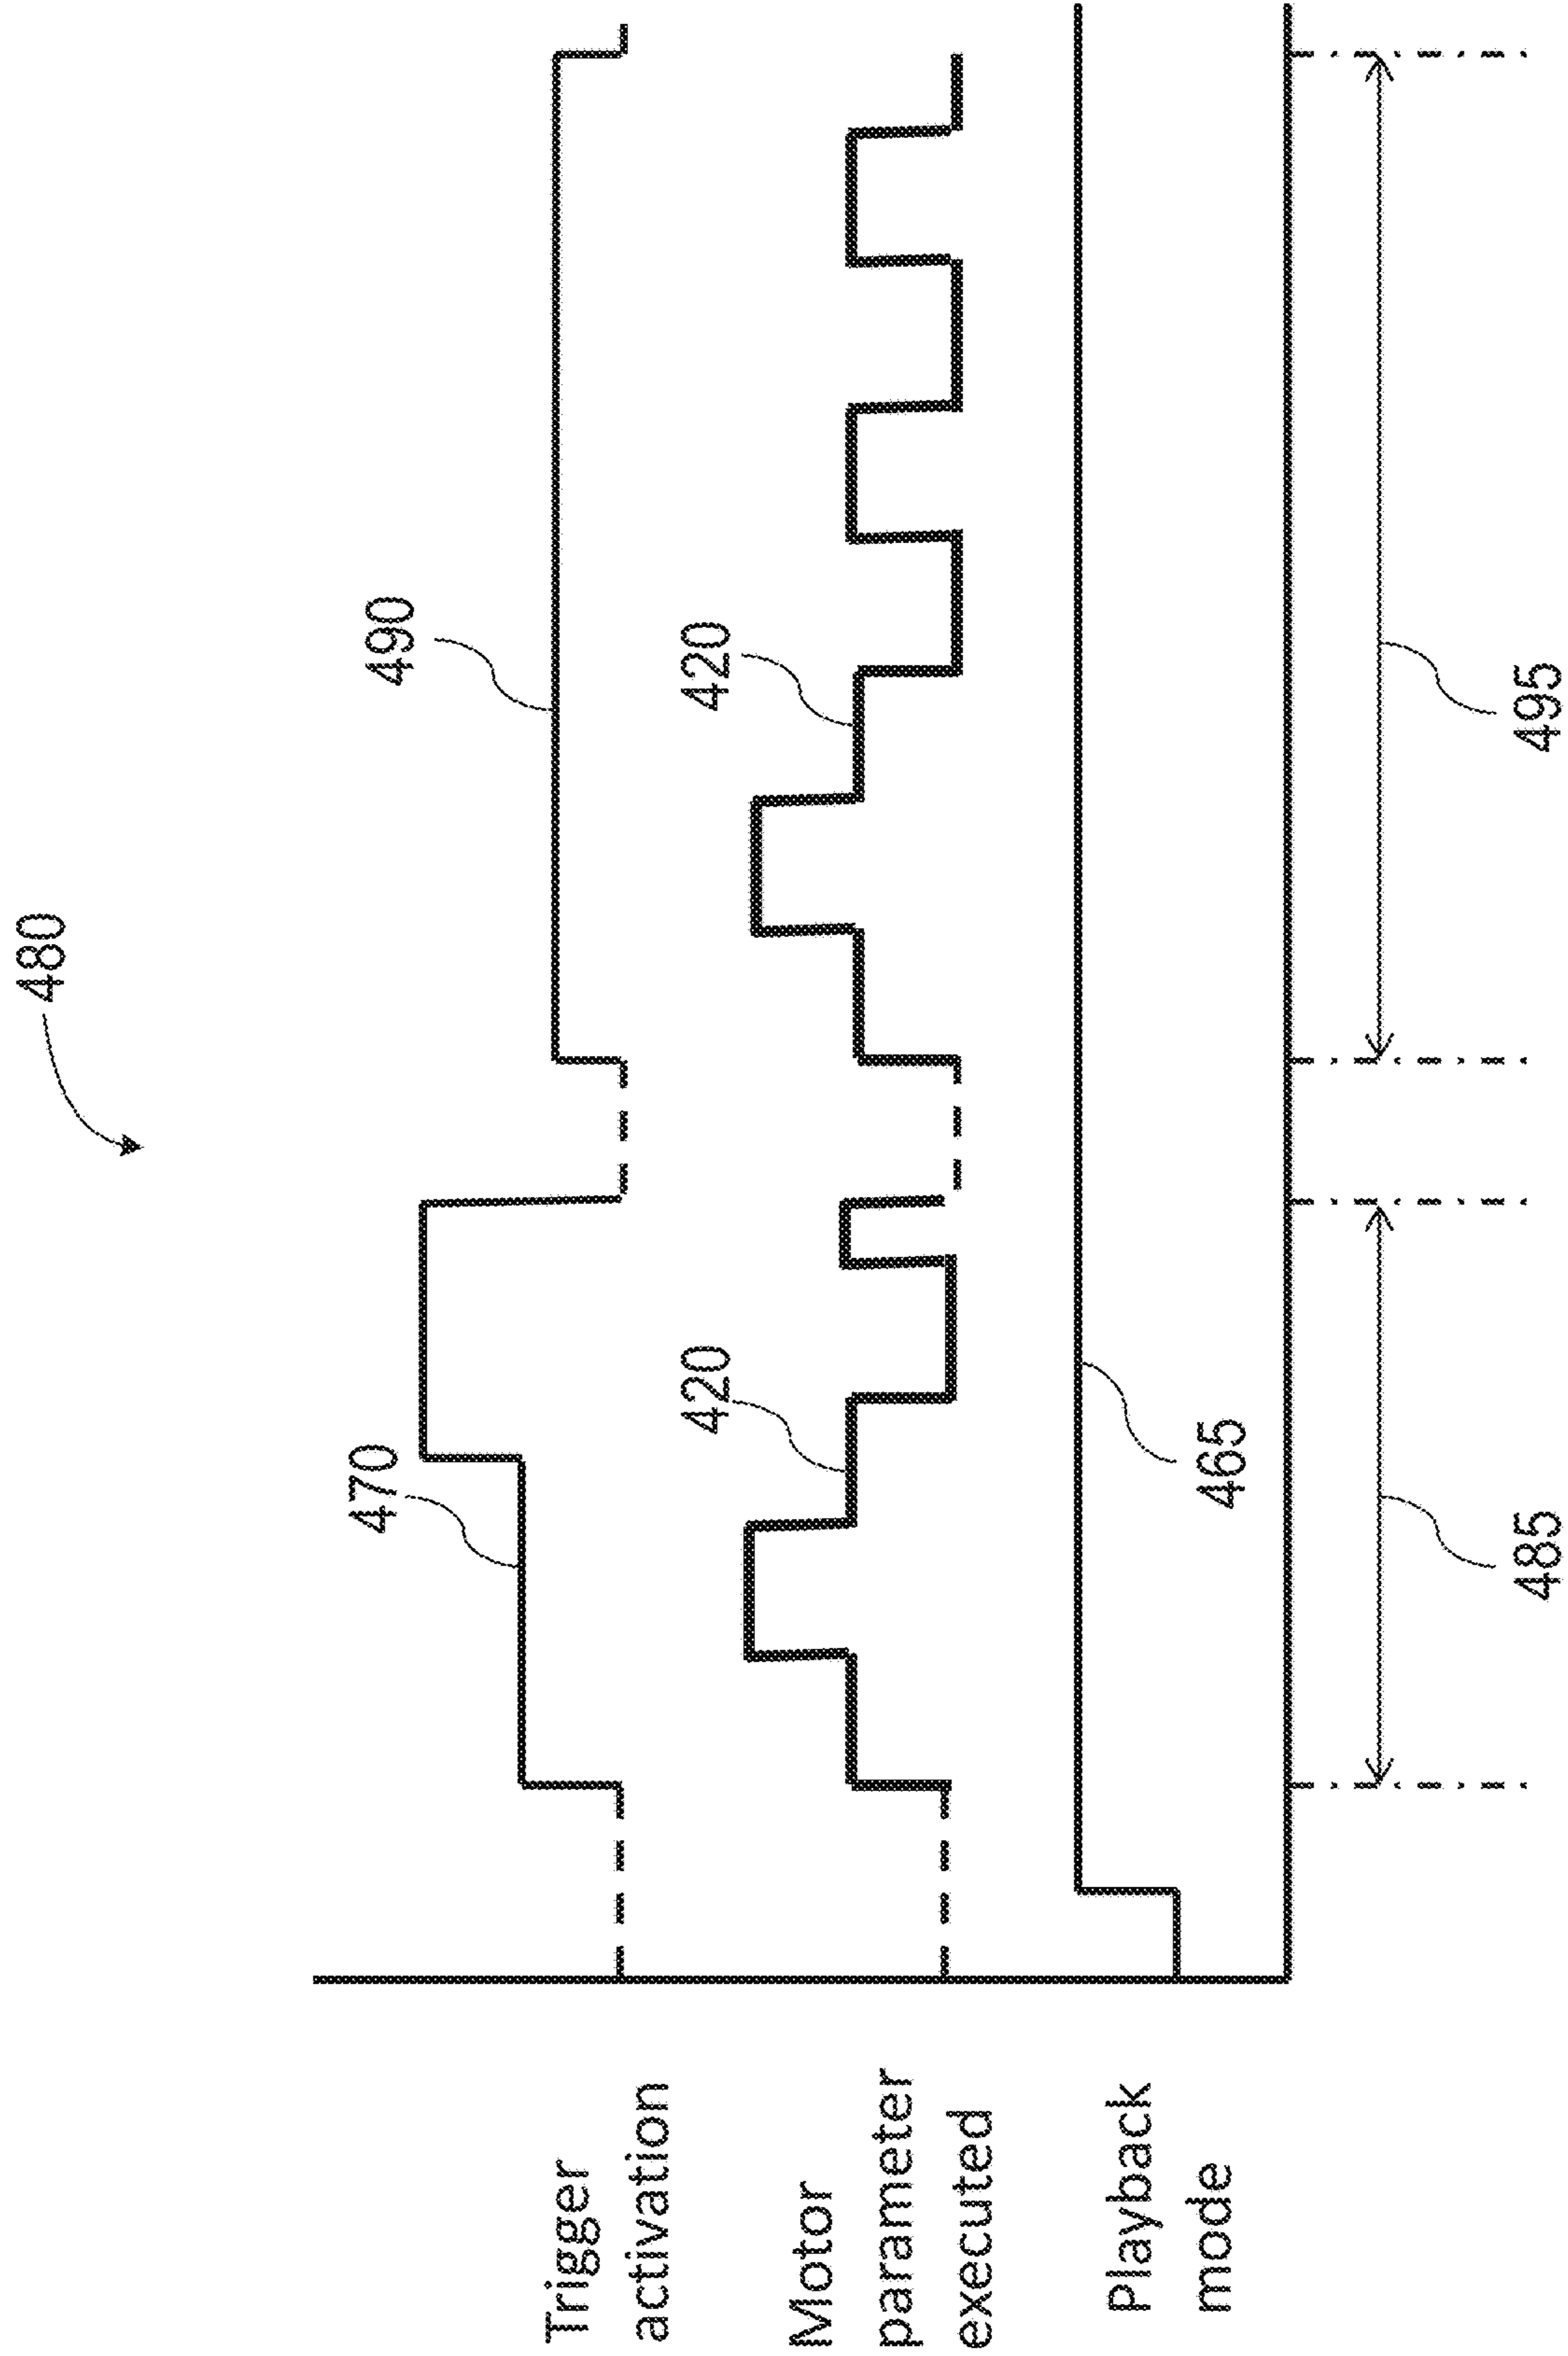 480
470
490
Trigger
activation
420
420
Motor
parameter
executed
465
Playback
mode
485
495